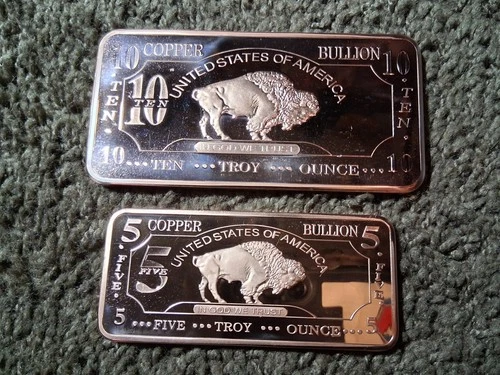 10 COPPER BULLION 10
UNITED STATES OF AMERICA
10
TEN
TEN
TEN
IN GOD WE TRUST
10...TEN ...TROY ...OUNCE...10
5 COPPER BULLION 5
UNITED STATES OF AMERICA
5
FIVE
FIVE
FIVE
IN GOD WE TRUST
5 ...FIVE ...TROY ...OUNCE...5